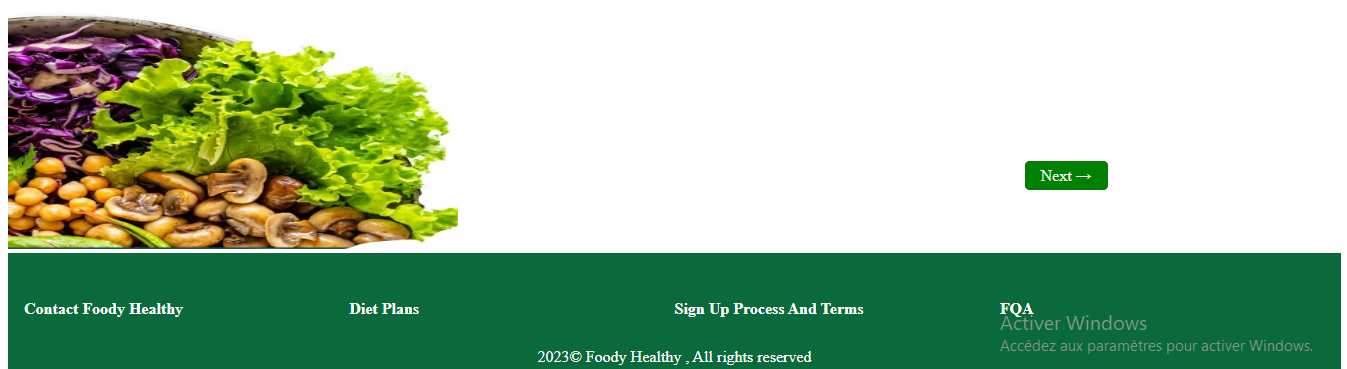 Next →
Contact Foody Healthy
Diet Plans
Sign Up Process And Terms
FQA
Activer Windows
Accédez aux paramètres pour activer Windows.
2023© Foody Healthy , All rights reserved